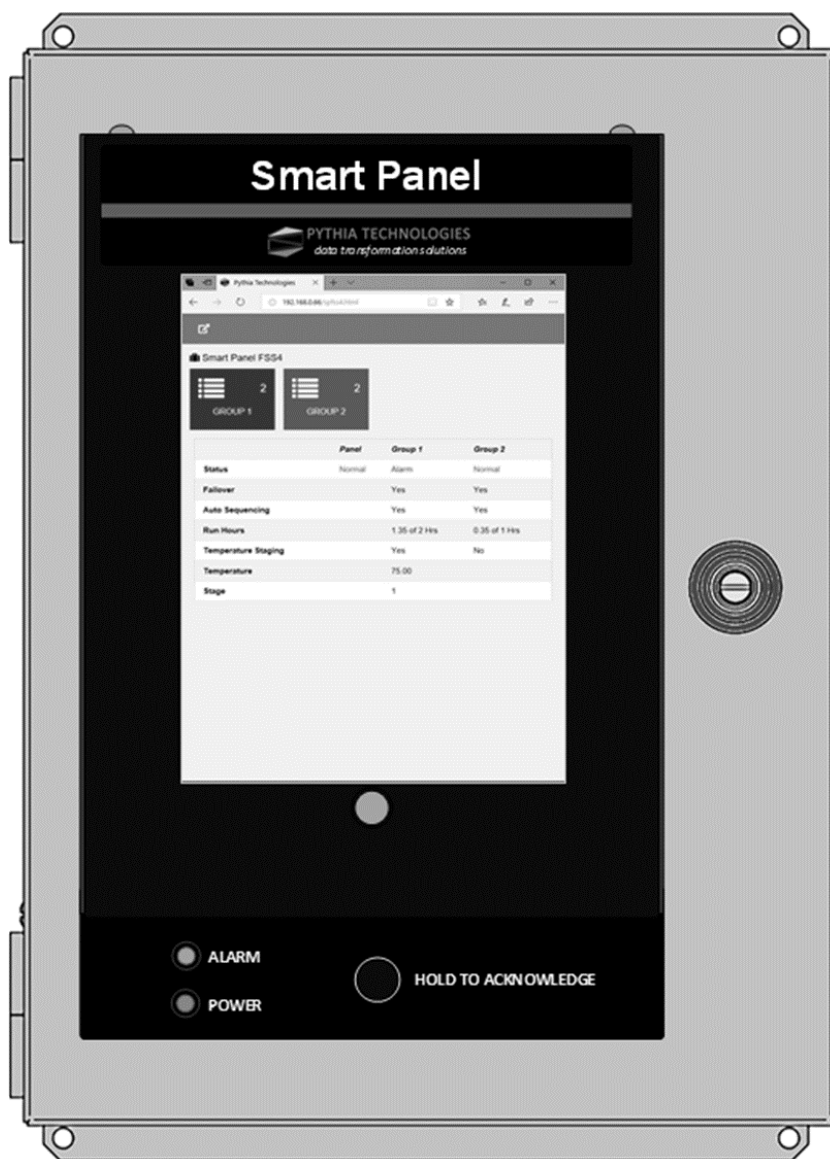 Smart Panel
PYTHIA TECHNOLOGIES
data transformation solutions
Pythia Technologies
Smart Panel FSS4
2
GROUP 1
2
GROUP 2
Panel Group 1 Group 2
Status Normal Alarm Normal
Failover Yes Yes
Auto Sequencing Yes Yes
Run Hours 1.35 of 2 Hrs 0.35 of 1 Hrs
Temperature Staging Yes No
Temperature 75.00
Stage 1
ALARM
HOLD TO ACKNOWLEDGE
POWER